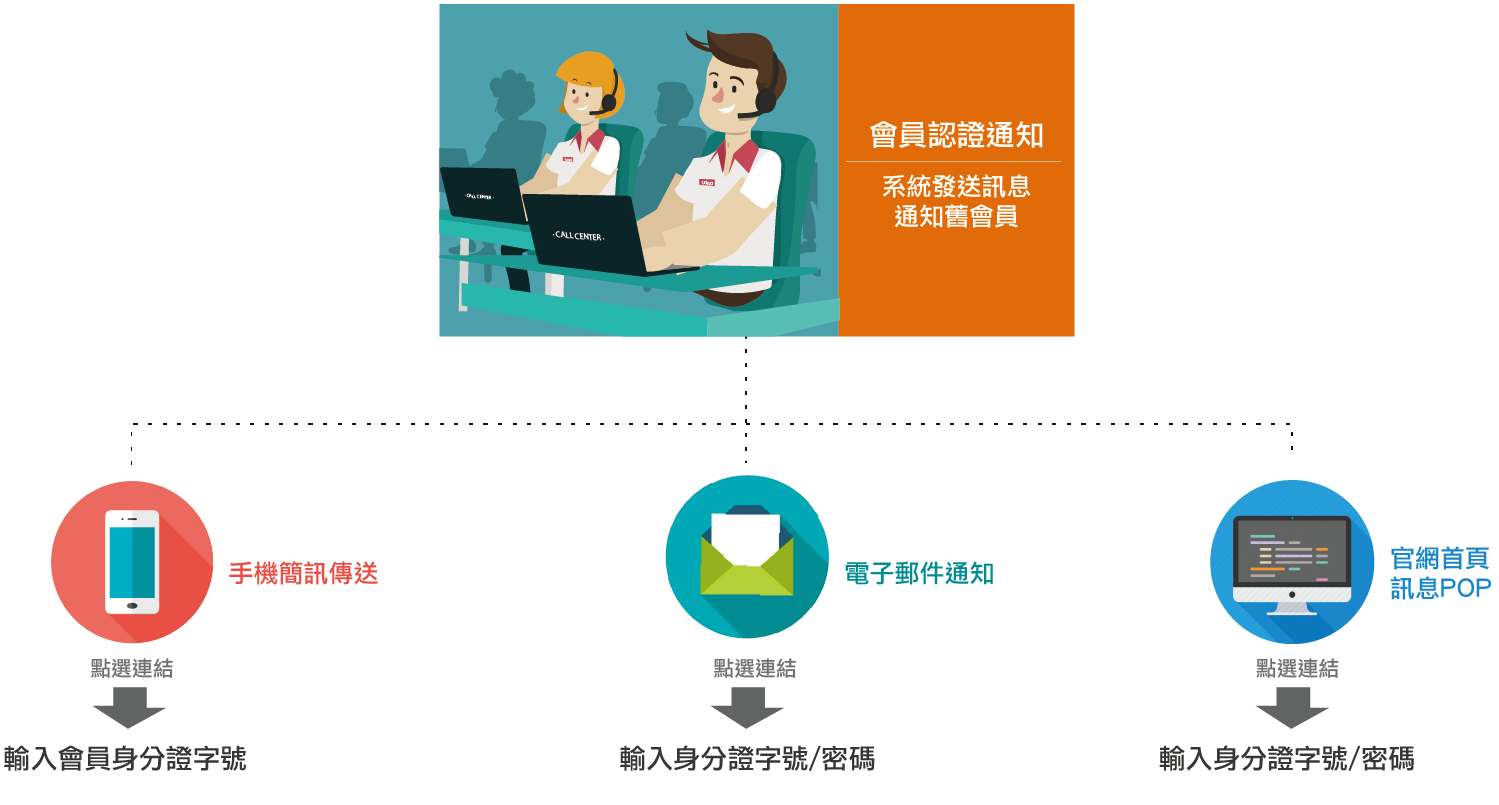 會員認證通知
系統發送訊息
通知舊會員
LOGO
·CALL CENTER·
·CALL CENTER·
手機簡訊傳送
電子郵件通知
官網首頁
訊息POP
點選連結
點選連結
點選連結
輸入會員身分證字號
輸入身分證字號/密碼
輸入身分證字號/密碼